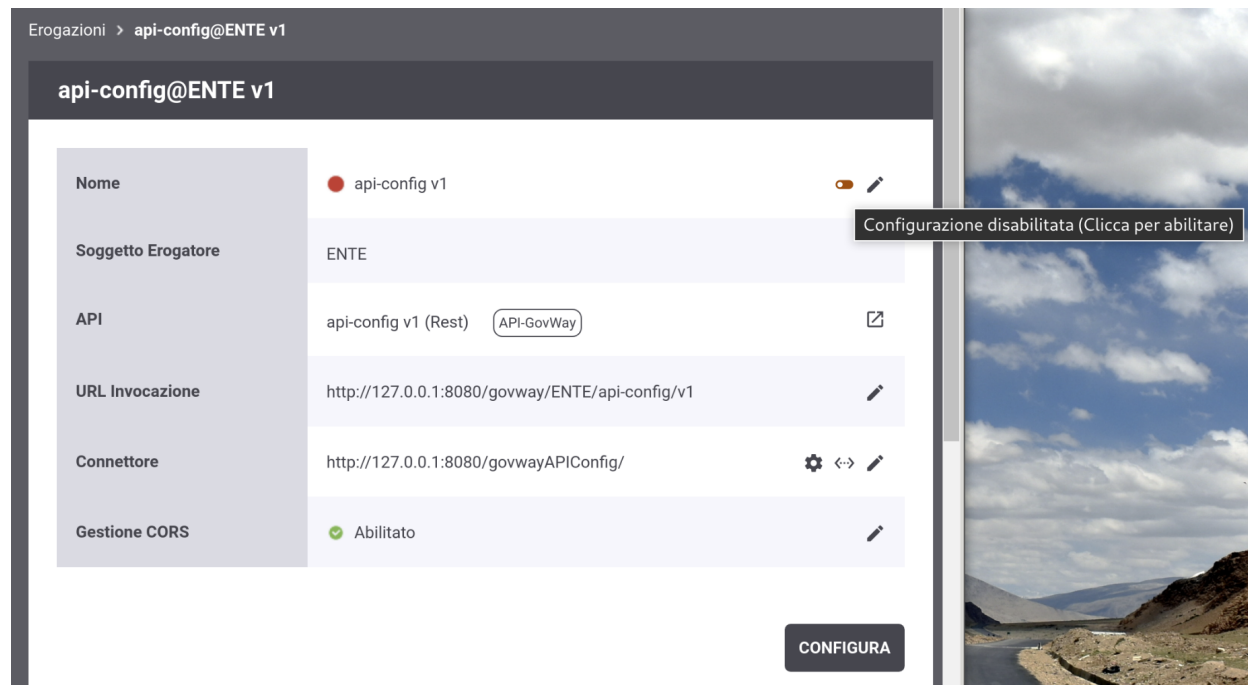 Erogazioni > api-config@ENTE v1
api-config@ENTE v1
Nome api-config v1
Configurazione disabilitata (Clicca per abilitare)
Soggetto Erogatore ENTE
API api-config v1 (Rest) API-GovWay
URL Invocazione http://127.0.0.1:8080/govway/ENTE/api-config/v1
Connettore http://127.0.0.1:8080/govwayAPIConfig/
Gestione CORS Abilitato
CONFIGURA